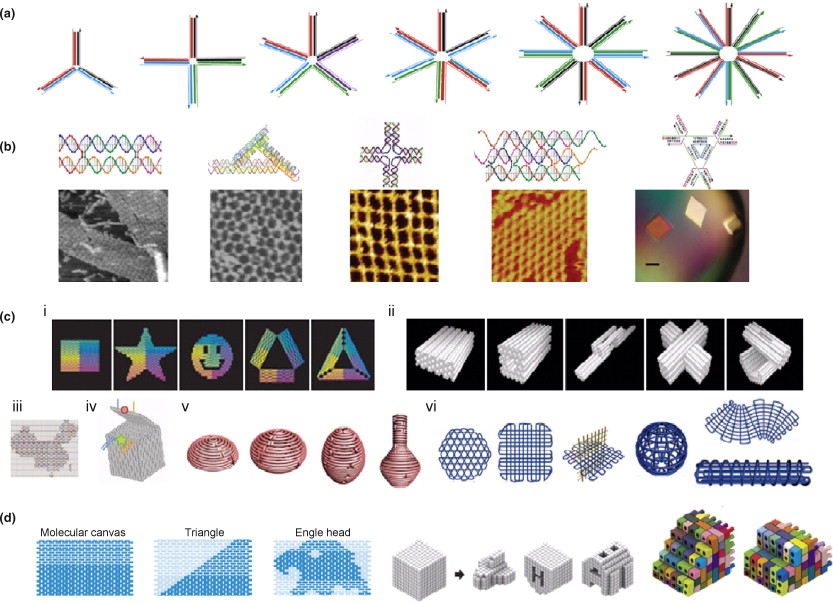 (a)
(b)
(c)
i
ii
iii
iv
v
vi
(d)
Molecular canvas
Triangle
Engle head
H